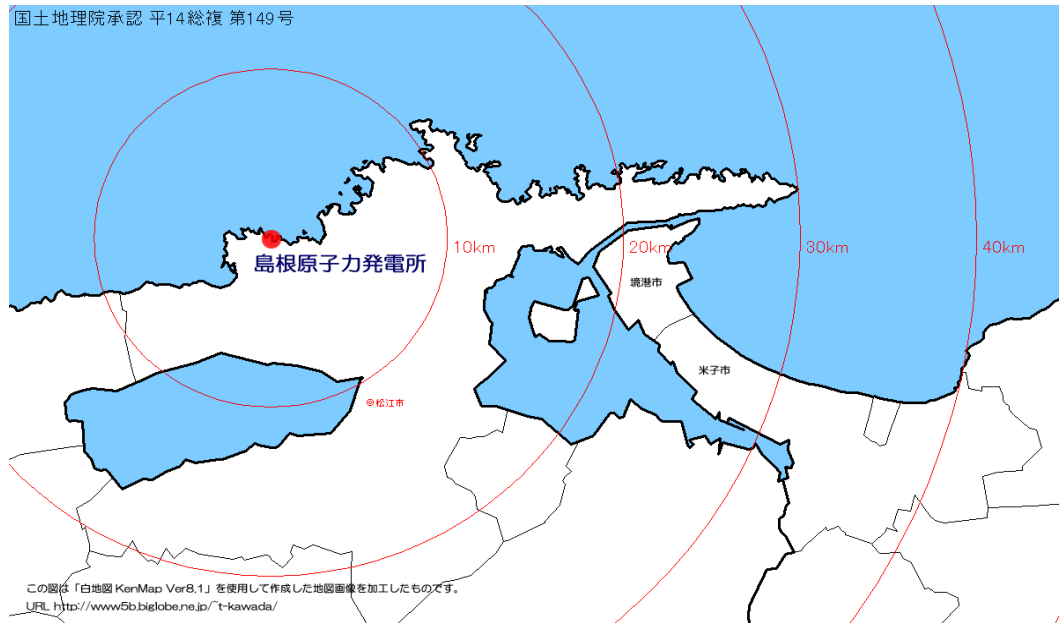 国土地理院承認 平14総複 第149号
島根原子力発電所
10km
20km
30km
40km
境港市
米子市
◎松江市
この図は「白地図 KenMap Ver8.1」を使用して作成した地図画像を加工したものです。
URL http://www5b.biglobe.ne.jp/~t-kawada/